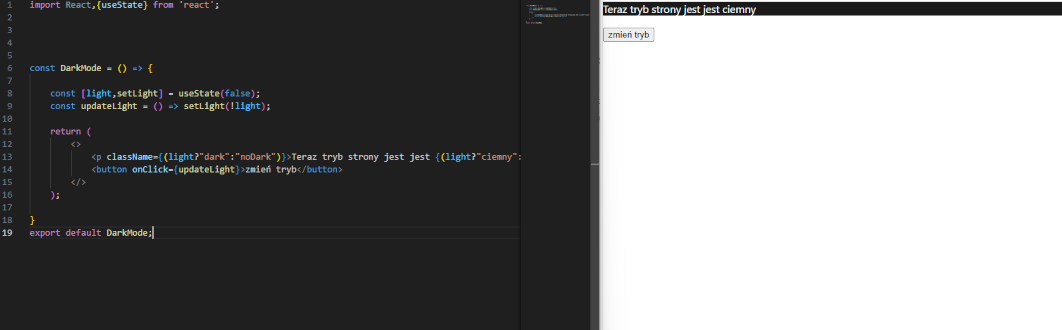 1 import React,{useState} from 'react';
2
3
4
5
6 const DarkMode = () => {
7
8 const [light,setLight] = useState(false);
9 const updateLight = () => setLight(!light);
10
11 return (
12 <>
13 <p className={(light?"dark":"noDark")}>Teraz tryb strony jest jest {(light?"ciemny":
14 <button onClick={updateLight}>zmień tryb</button>
15 </>
16 );
17
18 }
19 export default DarkMode;
Teraz tryb strony jest jest ciemny
zmień tryb